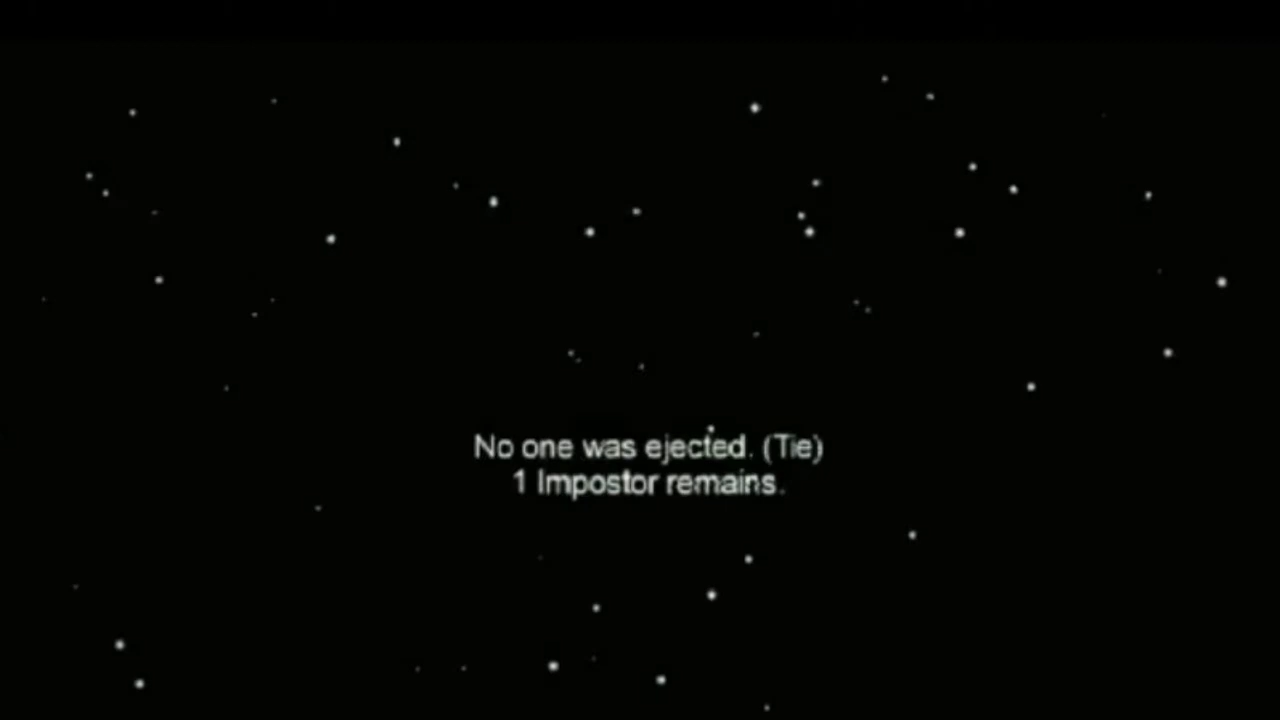 No one was ejected. (Tie)
1 Impostor remains.